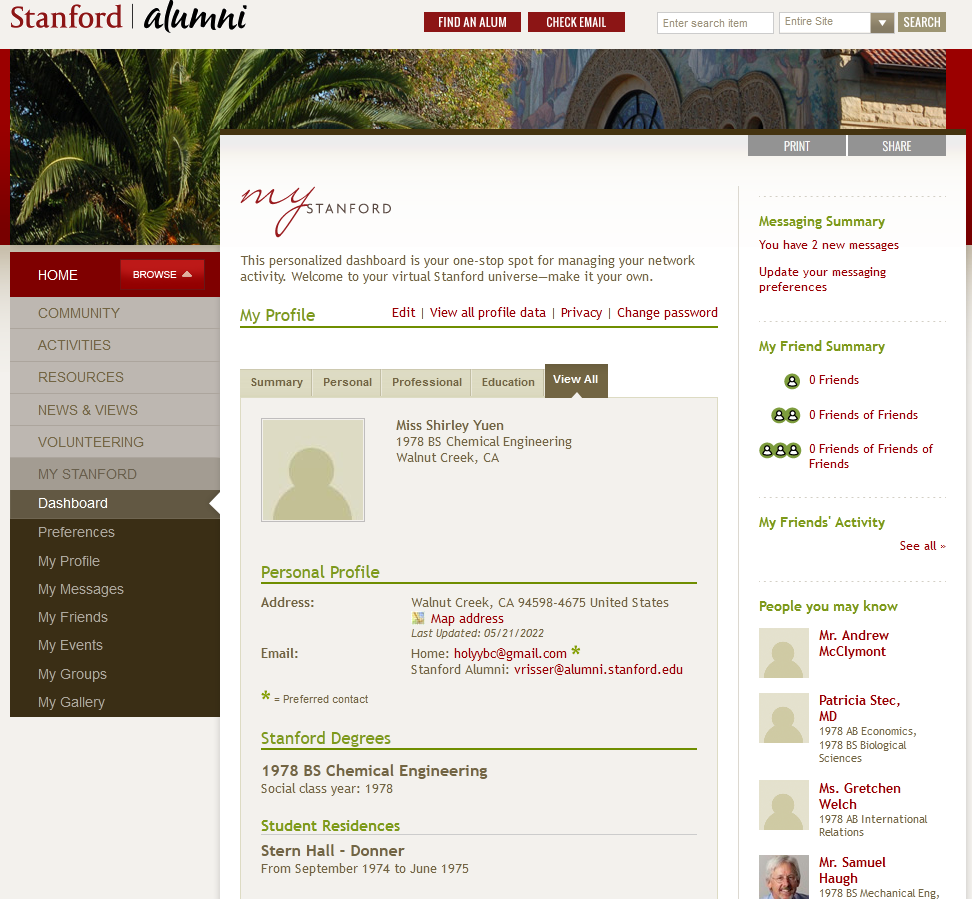 Stanford | alumni
FIND AN ALUM
CHECK EMAIL
Enter search item
Entire Site
SEARCH
PRINT
SHARE
HOME
BROWSE
COMMUNITY
ACTIVITIES
RESOURCES
NEWS & VIEWS
VOLUNTEERING
MY STANFORD
Dashboard
Preferences
My Profile
My Messages
My Friends
My Events
My Groups
My Gallery
my STANFORD
This personalized dashboard is your one-stop spot for managing your network
activity. Welcome to your virtual Stanford universe—make it your own.
My Profile
Edit | View all profile data | Privacy | Change password
Summary
Personal
Professional
Education
View All
Miss Shirley Yuen
1978 BS Chemical Engineering
Walnut Creek, CA
Personal Profile
Address: Walnut Creek, CA 94598-4675 United States
Map address
Last Updated: 05/21/2022
Email: Home: holyybc@gmail.com *
Stanford Alumni: vrisser@alumni.stanford.edu
* = Preferred contact
Stanford Degrees
1978 BS Chemical Engineering
Social class year: 1978
Student Residences
Stern Hall - Donner
From September 1974 to June 1975
Messaging Summary
You have 2 new messages
Update your messaging
preferences
My Friend Summary
0 Friends
0 Friends of Friends
0 Friends of Friends of
Friends
My Friends' Activity
See all »
People you may know
Mr. Andrew
McClymont
Patricia Stec,
MD
1978 AB Economics,
1978 BS Biological
Sciences
Ms. Gretchen
Welch
1978 AB International
Relations
Mr. Samuel
Haugh
1978 BS Mechanical Eng,